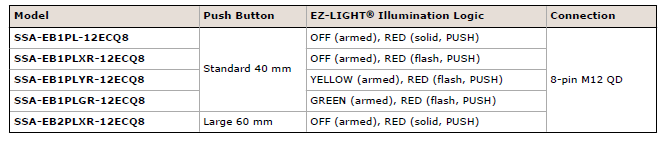 Model Push Button EZ-LIGHT® Illumination Logic Connection
SSA-EB1PL-12ECQ8 OFF (armed), RED (solid, PUSH)
SSA-EB1PLXR-12ECQ8 OFF (armed), RED (flash, PUSH)
Standard 40 mm
SSA-EB1PLYR-12ECQ8 YELLOW (armed), RED (flash, PUSH)
8-pin M12 QD
SSA-EB1PLGR-12ECQ8 GREEN (armed), RED (flash, PUSH)
SSA-EB2PLXR-12ECQ8 Large 60 mm OFF (armed), RED (solid, PUSH)